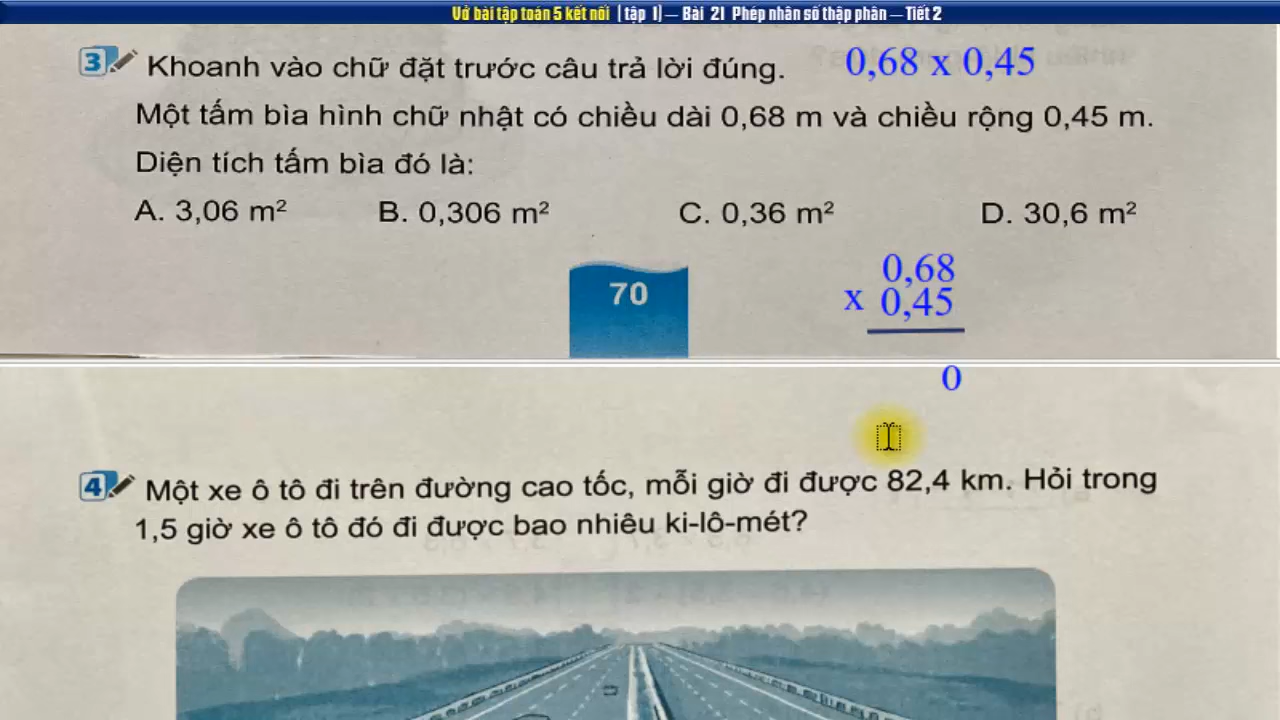 Vở bài tập toán 5 kết nối (tập 1) – Bài 21 Phép nhân số thập phân – Tiết 2
3 Khoanh vào chữ đặt trước câu trả lời đúng. 0,68 x 0,45
Một tấm bìa hình chữ nhật có chiều dài 0,68 m và chiều rộng 0,45 m.
Diện tích tấm bìa đó là:
A. 3,06 m² B. 0,306 m² C. 0,36 m² D. 30,6 m²
0,68
x 0,45
70
0
4 Một xe ô tô đi trên đường cao tốc, mỗi giờ đi được 82,4 km. Hỏi trong
1,5 giờ xe ô tô đó đi được bao nhiêu ki-lô-mét?